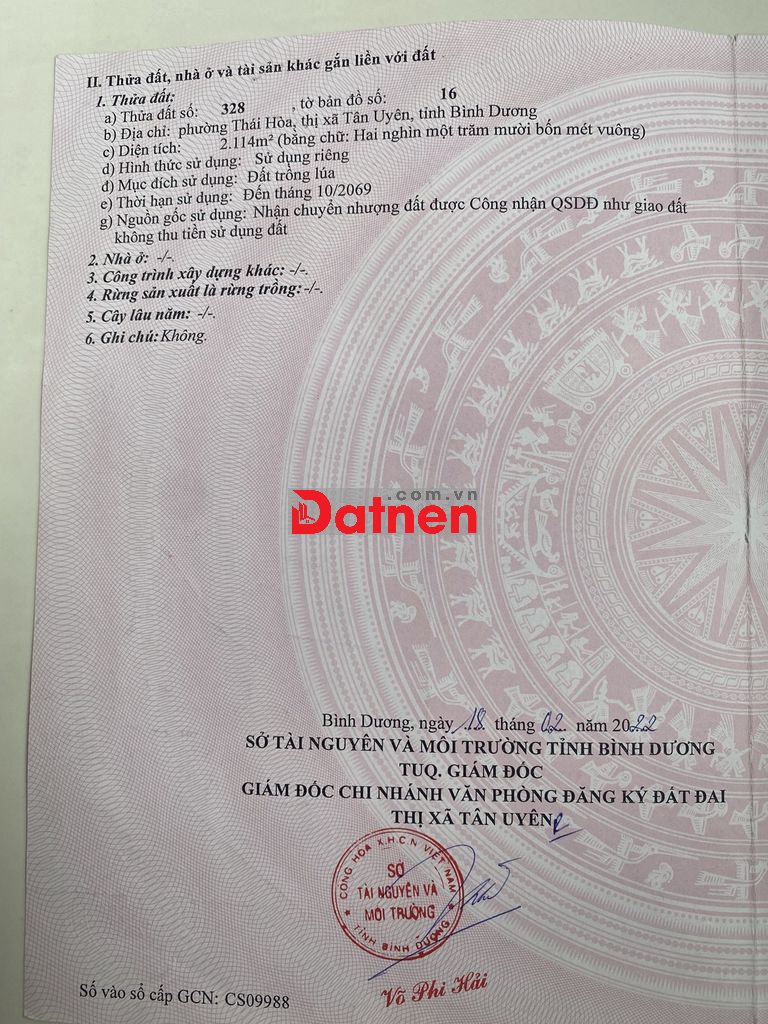 II. Thửa đất, nhà ở và tài sản khác gắn liền với đất
1. Thửa đất:
a) Thửa đất số: 328 , tờ bản đồ số: 16
b) Địa chỉ: phường Thái Hòa, thị xã Tân Uyên, tỉnh Bình Dương
c) Diện tích: 2.114m² (bằng chữ: Hai nghìn một trăm mười bốn mét vuông)
d) Hình thức sử dụng: Sử dụng riêng
đ) Mục đích sử dụng: Đất trồng lúa
e) Thời hạn sử dụng: Đến tháng 10/2069
g) Nguồn gốc sử dụng: Nhận chuyển nhượng đất được Công nhận QSDĐ như giao đất
không thu tiền sử dụng đất
2. Nhà ở: -/-.
3. Công trình xây dựng khác: -/-.
4. Rừng sản xuất là rừng trồng: -/-.
5. Cây lâu năm: -/-.
6. Ghi chú: Không.
.com.vn
Datnen
Bình Dương, ngày 18 tháng 02 năm 2022
SỞ TÀI NGUYÊN VÀ MÔI TRƯỜNG TỈNH BÌNH DƯƠNG
TUQ. GIÁM ĐỐC
GIÁM ĐỐC CHI NHÁNH VĂN PHÒNG ĐĂNG KÝ ĐẤT ĐAI
THỊ XÃ TÂN UYÊN
CỘNG HÒA X.H.C.N VIỆT NAM
SỞ
TÀI NGUYÊN VÀ
MÔI TRƯỜNG
★ TỈNH BÌNH DƯƠNG ★
Võ Phi Hải
Số vào sổ cấp GCN: CS09988